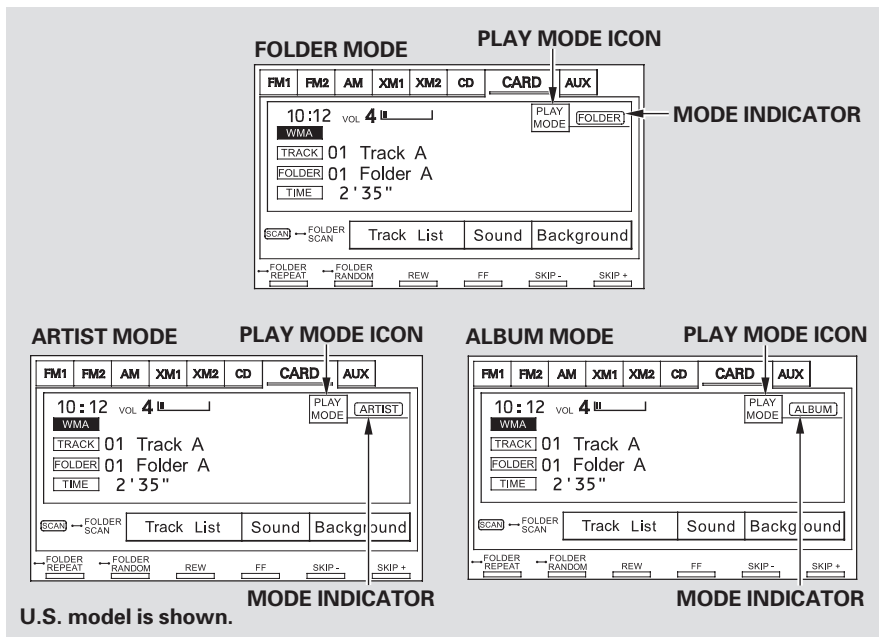 FOLDER MODE
PLAY MODE ICON
FM1 FM2 AM XM1 XM2 CD CARD AUX
10:12 VOL 4
PLAY MODE
FOLDER
MODE INDICATOR
WMA
TRACK 01 Track A
FOLDER 01 Folder A
TIME 2'35"
SCAN FOLDER SCAN Track List Sound Background
FOLDER REPEAT FOLDER RANDOM REW FF SKIP - SKIP +
ARTIST MODE
PLAY MODE ICON
FM1 FM2 AM XM1 XM2 CD CARD AUX
10:12 VOL 4
PLAY MODE
ARTIST
WMA
TRACK 01 Track A
FOLDER 01 Folder A
TIME 2'35"
SCAN FOLDER SCAN Track List Sound Background
FOLDER REPEAT FOLDER RANDOM REW FF SKIP - SKIP +
MODE INDICATOR
ALBUM MODE
PLAY MODE ICON
FM1 FM2 AM XM1 XM2 CD CARD AUX
10:12 VOL 4
PLAY MODE
ALBUM
WMA
TRACK 01 Track A
FOLDER 01 Folder A
TIME 2'35"
SCAN FOLDER SCAN Track List Sound Background
FOLDER REPEAT FOLDER RANDOM REW FF SKIP - SKIP +
MODE INDICATOR
U.S. model is shown.